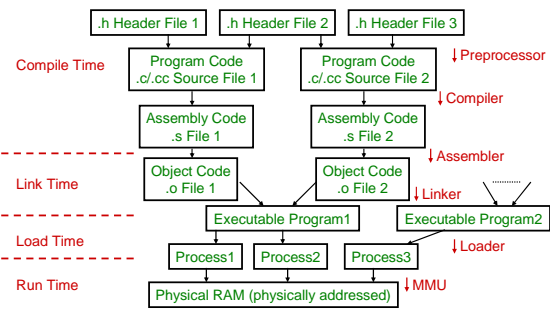 .h Header File 1
.h Header File 2
.h Header File 3
Compile Time
Program Code
.c/.cc Source File 1
Program Code
.c/.cc Source File 2
Preprocessor
Compiler
Assembly Code
.s File 1
Assembly Code
.s File 2
Assembler
Link Time
Object Code
.o File 1
Object Code
.o File 2
Linker
Executable Program1
Executable Program2
Load Time
Loader
Process1
Process2
Process3
Run Time
MMU
Physical RAM (physically addressed)